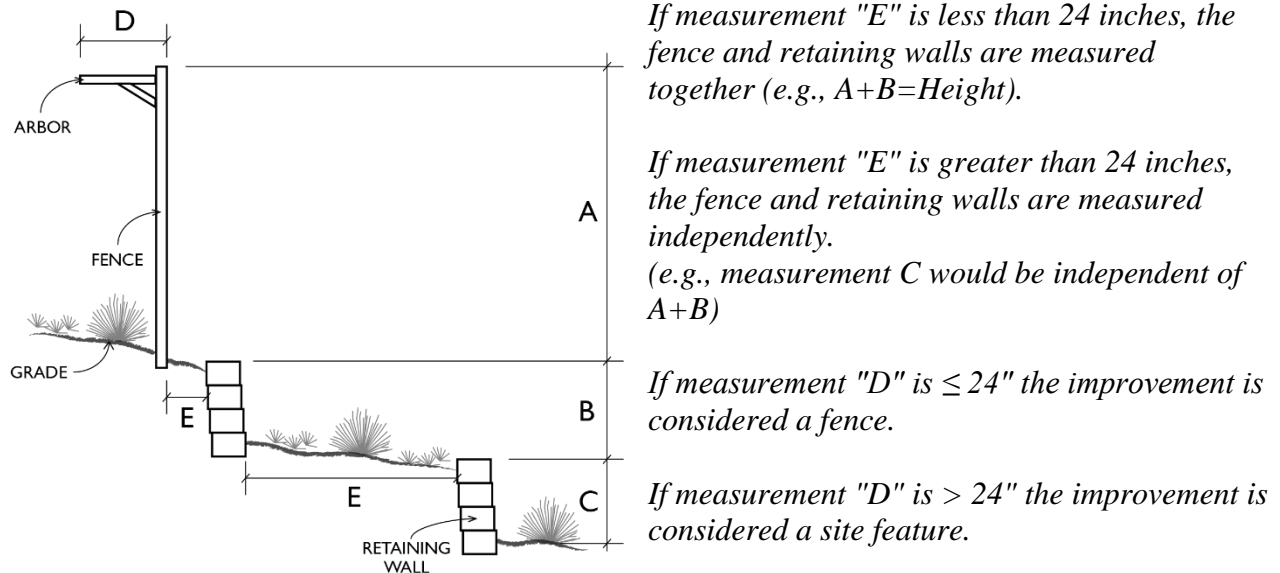 D
ARBOR
FENCE
GRADE
E
E
RETAINING
WALL
A
B
C
If measurement "E" is less than 24 inches, the
fence and retaining walls are measured
together (e.g., A+B=Height).
If measurement "E" is greater than 24 inches,
the fence and retaining walls are measured
independently.
(e.g., measurement C would be independent of
A+B)
If measurement "D" is ≤ 24" the improvement is
considered a fence.
If measurement "D" is > 24" the improvement is
considered a site feature.